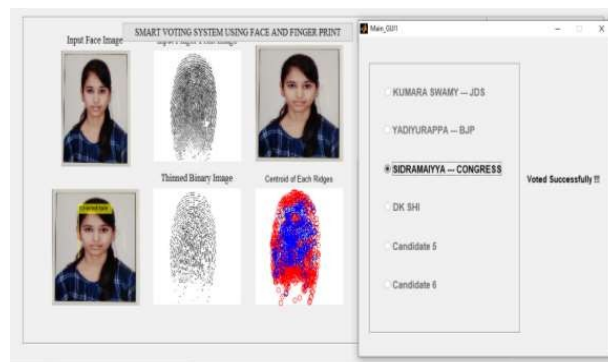 SMART VOTING SYSTEM USING FACE AND FINGER PRINT
Input Face Image
Thinned Binary Image
Centroid of Each Ridges
Main_GUI1
KUMARA SWAMY --- JDS
YADIYURAPPA --- BJP
SIDRAMAIYYA --- CONGRESS
DK SHI
Candidate 5
Candidate 6
Voted Successfully !!!